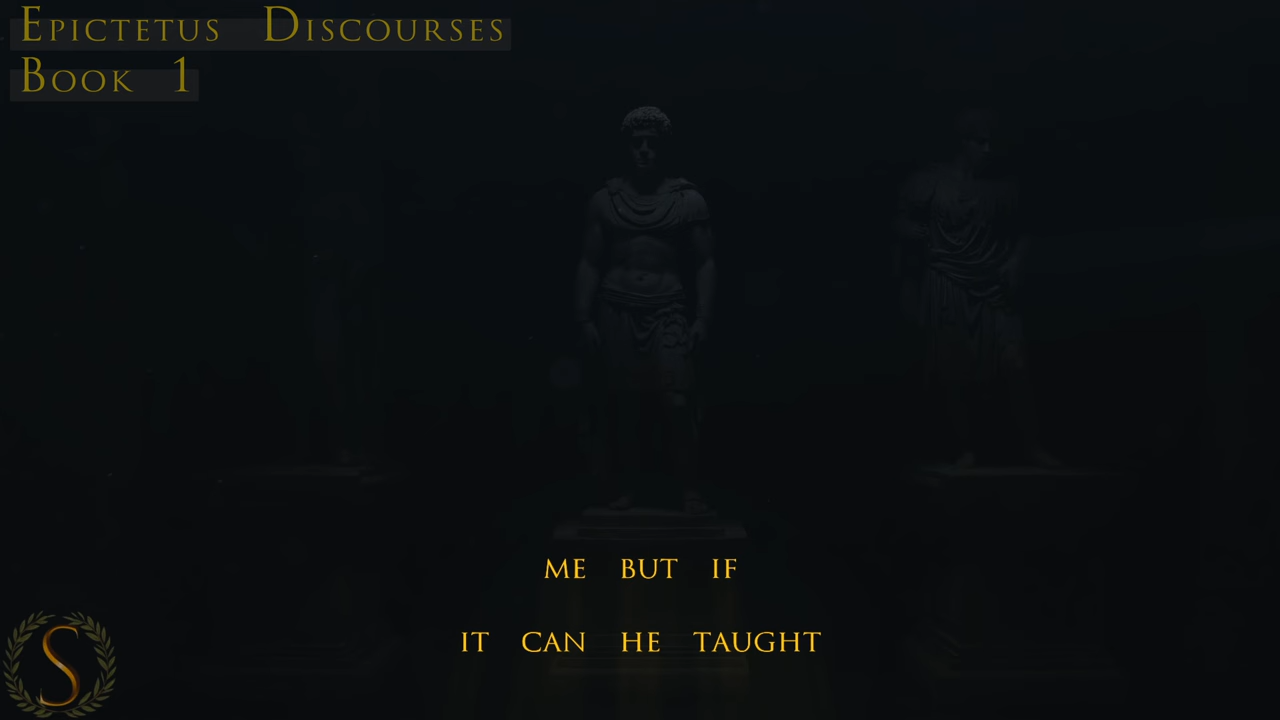 Epictetus Discourses
Book 1
ME BUT IF
IT CAN HE TAUGHT
S